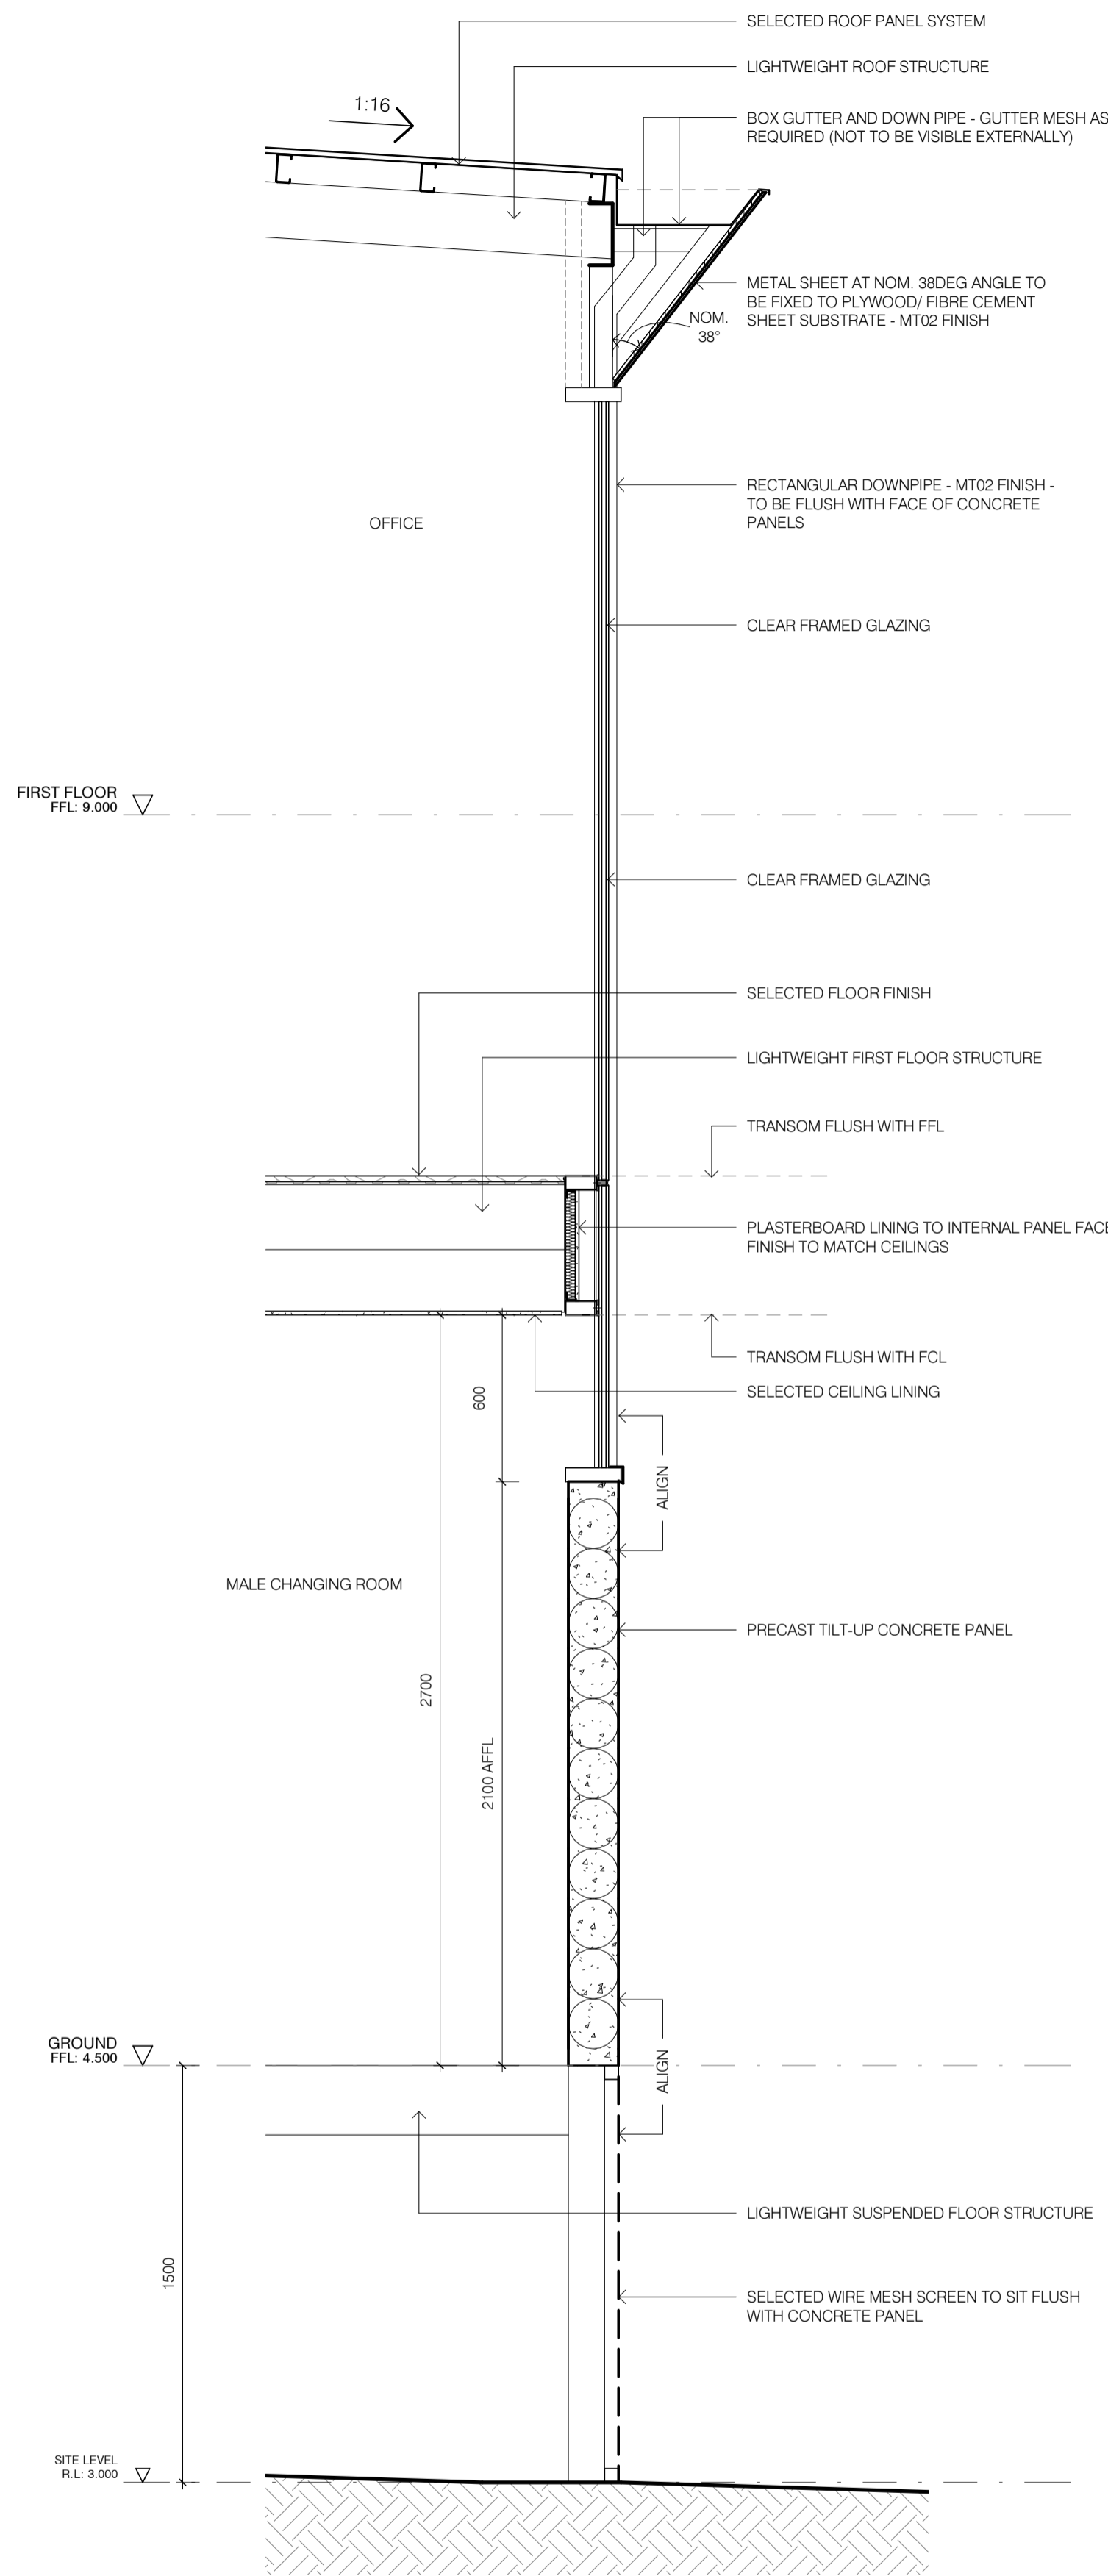 SELECTED ROOF PANEL SYSTEM
LIGHTWEIGHT ROOF STRUCTURE
1:16
BOX GUTTER AND DOWN PIPE - GUTTER MESH AS
REQUIRED (NOT TO BE VISIBLE EXTERNALLY)
METAL SHEET AT NOM. 38DEG ANGLE TO
BE FIXED TO PLYWOOD/ FIBRE CEMENT
SHEET SUBSTRATE - MT02 FINISH
NOM.
38°
RECTANGULAR DOWNPIPE - MT02 FINISH -
TO BE FLUSH WITH FACE OF CONCRETE
PANELS
OFFICE
CLEAR FRAMED GLAZING
FIRST FLOOR
FFL: 9.000
CLEAR FRAMED GLAZING
SELECTED FLOOR FINISH
LIGHTWEIGHT FIRST FLOOR STRUCTURE
TRANSOM FLUSH WITH FFL
PLASTERBOARD LINING TO INTERNAL PANEL FACE
FINISH TO MATCH CEILINGS
TRANSOM FLUSH WITH FCL
SELECTED CEILING LINING
600
ALIGN
MALE CHANGING ROOM
PRECAST TILT-UP CONCRETE PANEL
2700
2100 AFFL
GROUND
FFL: 4.500
ALIGN
LIGHTWEIGHT SUSPENDED FLOOR STRUCTURE
1500
SELECTED WIRE MESH SCREEN TO SIT FLUSH
WITH CONCRETE PANEL
SITE LEVEL
R.L: 3.000